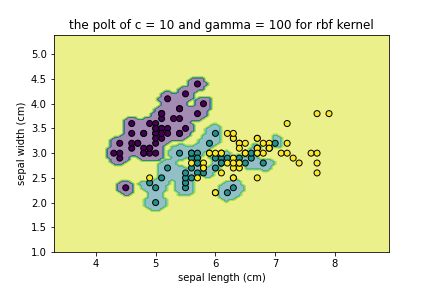 the polt of c = 10 and gamma = 100 for rbf kernel
5.0
4.5
4.0
3.5
3.0
2.5
2.0
1.5
1.0
sepal width (cm)
4 5 6 7 8
sepal length (cm)